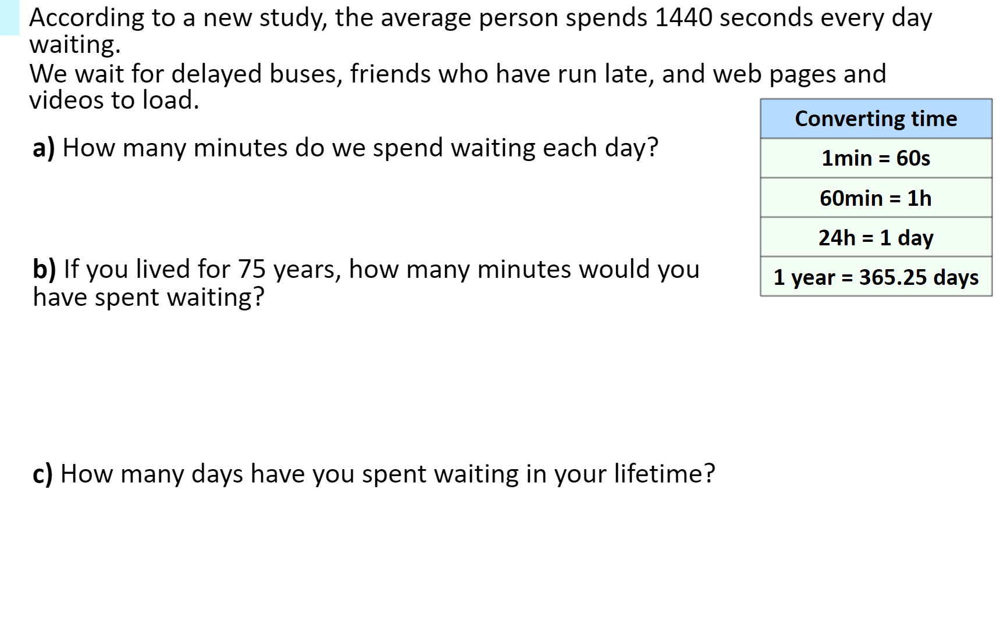 According to a new study, the average person spends 1440 seconds every day
waiting.
We wait for delayed buses, friends who have run late, and web pages and
videos to load.
a) How many minutes do we spend waiting each day?
b) If you lived for 75 years, how many minutes would you
have spent waiting?
c) How many days have you spent waiting in your lifetime?
Converting time
1min = 60s
60min = 1h
24h = 1 day
1 year = 365.25 days